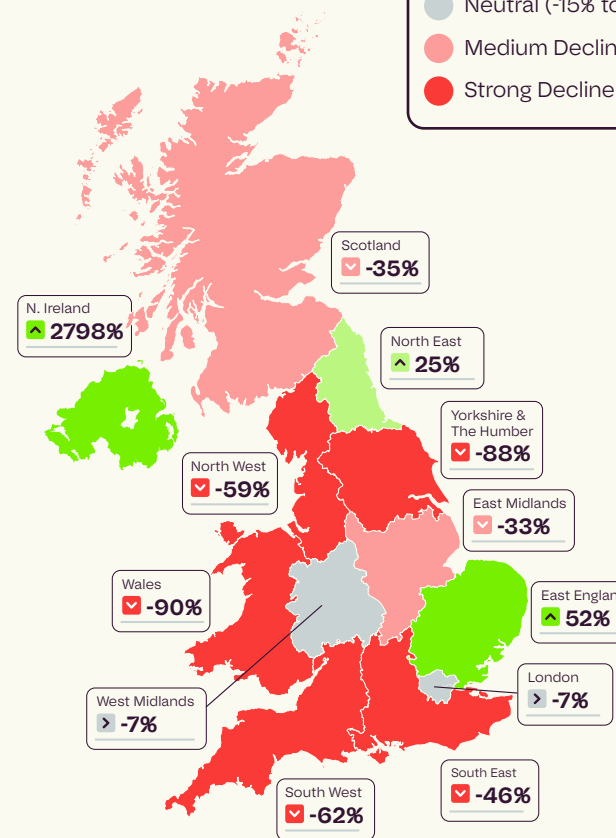 Neutral (-15% to
Medium Declin
Strong Decline
Scotland
-35%
N. Ireland
2798%
North East
25%
Yorkshire &
The Humber
-88%
North West
-59%
East Midlands
-33%
Wales
-90%
East Englan
52%
London
-7%
West Midlands
-7%
South East
-46%
South West
-62%